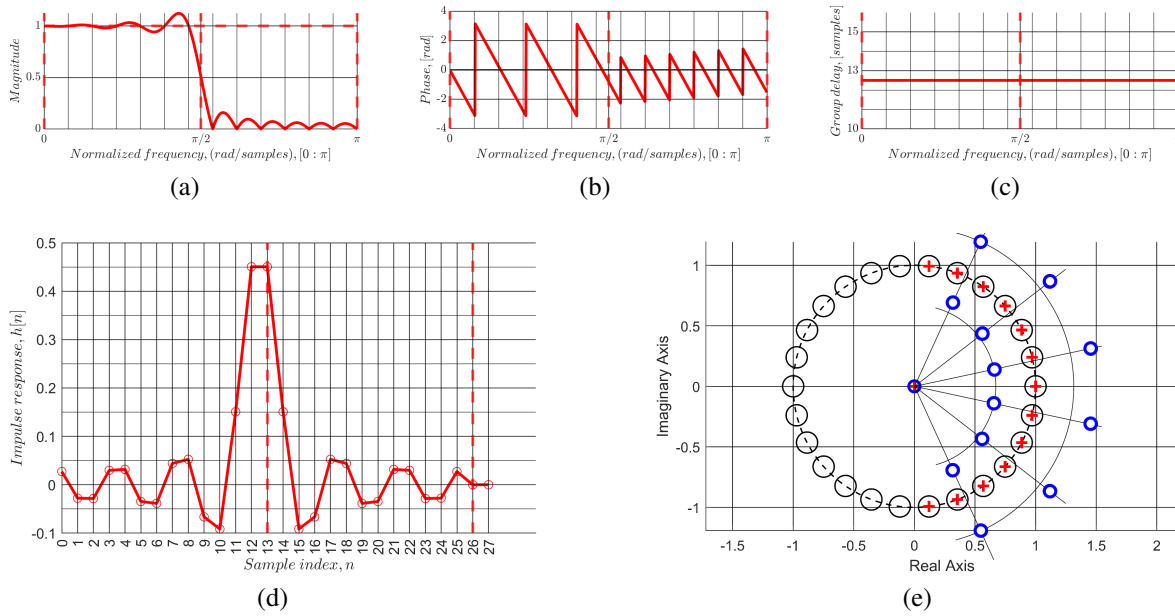 Magnitude
1
0.5
0
0
π/2
π
Normalized frequency, (rad/samples), [0 : π]
(a)
Phase, [rad]
4
2
0
-2
-4
0
π/2
π
Normalized frequency, (rad/samples), [0 : π]
(b)
Group delay, [samples]
15
13
10
0
π/2
Normalized frequency, (rad/samples), [0 : π]
(c)
Impulse response, h[n]
0.5
0.4
0.3
0.2
0.1
0
-0.1
0 1 2 3 4 5 6 7 8 9 10 11 12 13 14 15 16 17 18 19 20 21 22 23 24 25 26 27
Sample index, n
(d)
Imaginary Axis
1
0.5
0
-0.5
-1
-1.5 -1 -0.5 0 0.5 1 1.5 2
Real Axis
(e)